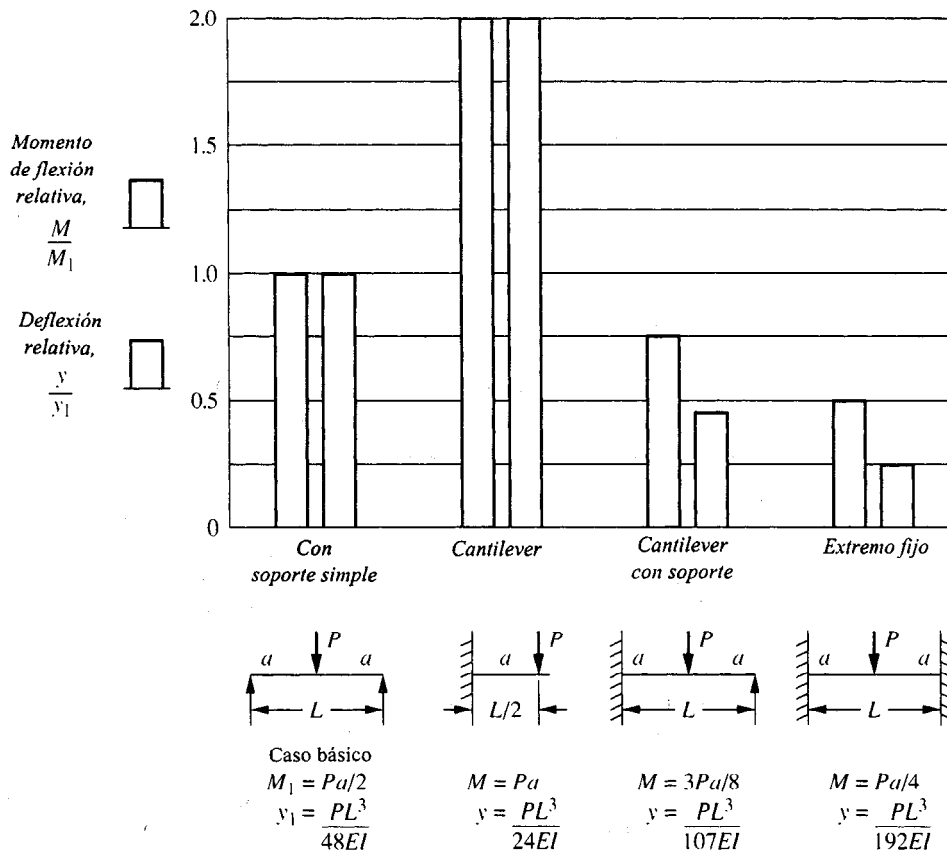 2.0
1.5
1.0
0.5
0
Momento
de flexión
relativa,
M
M₁
Deflexión
relativa,
y
y₁
Con
soporte simple
Cantilever
Cantilever
con soporte
Extremo fijo
P
a a
L
P
a
L/2
P
a a
L
P
a a
L
Caso básico
M₁ = Pa/2
y₁ = PL³
48EI
M = Pa
y = PL³
24EI
M = 3Pa/8
y = PL³
107EI
M = Pa/4
y = PL³
192EI